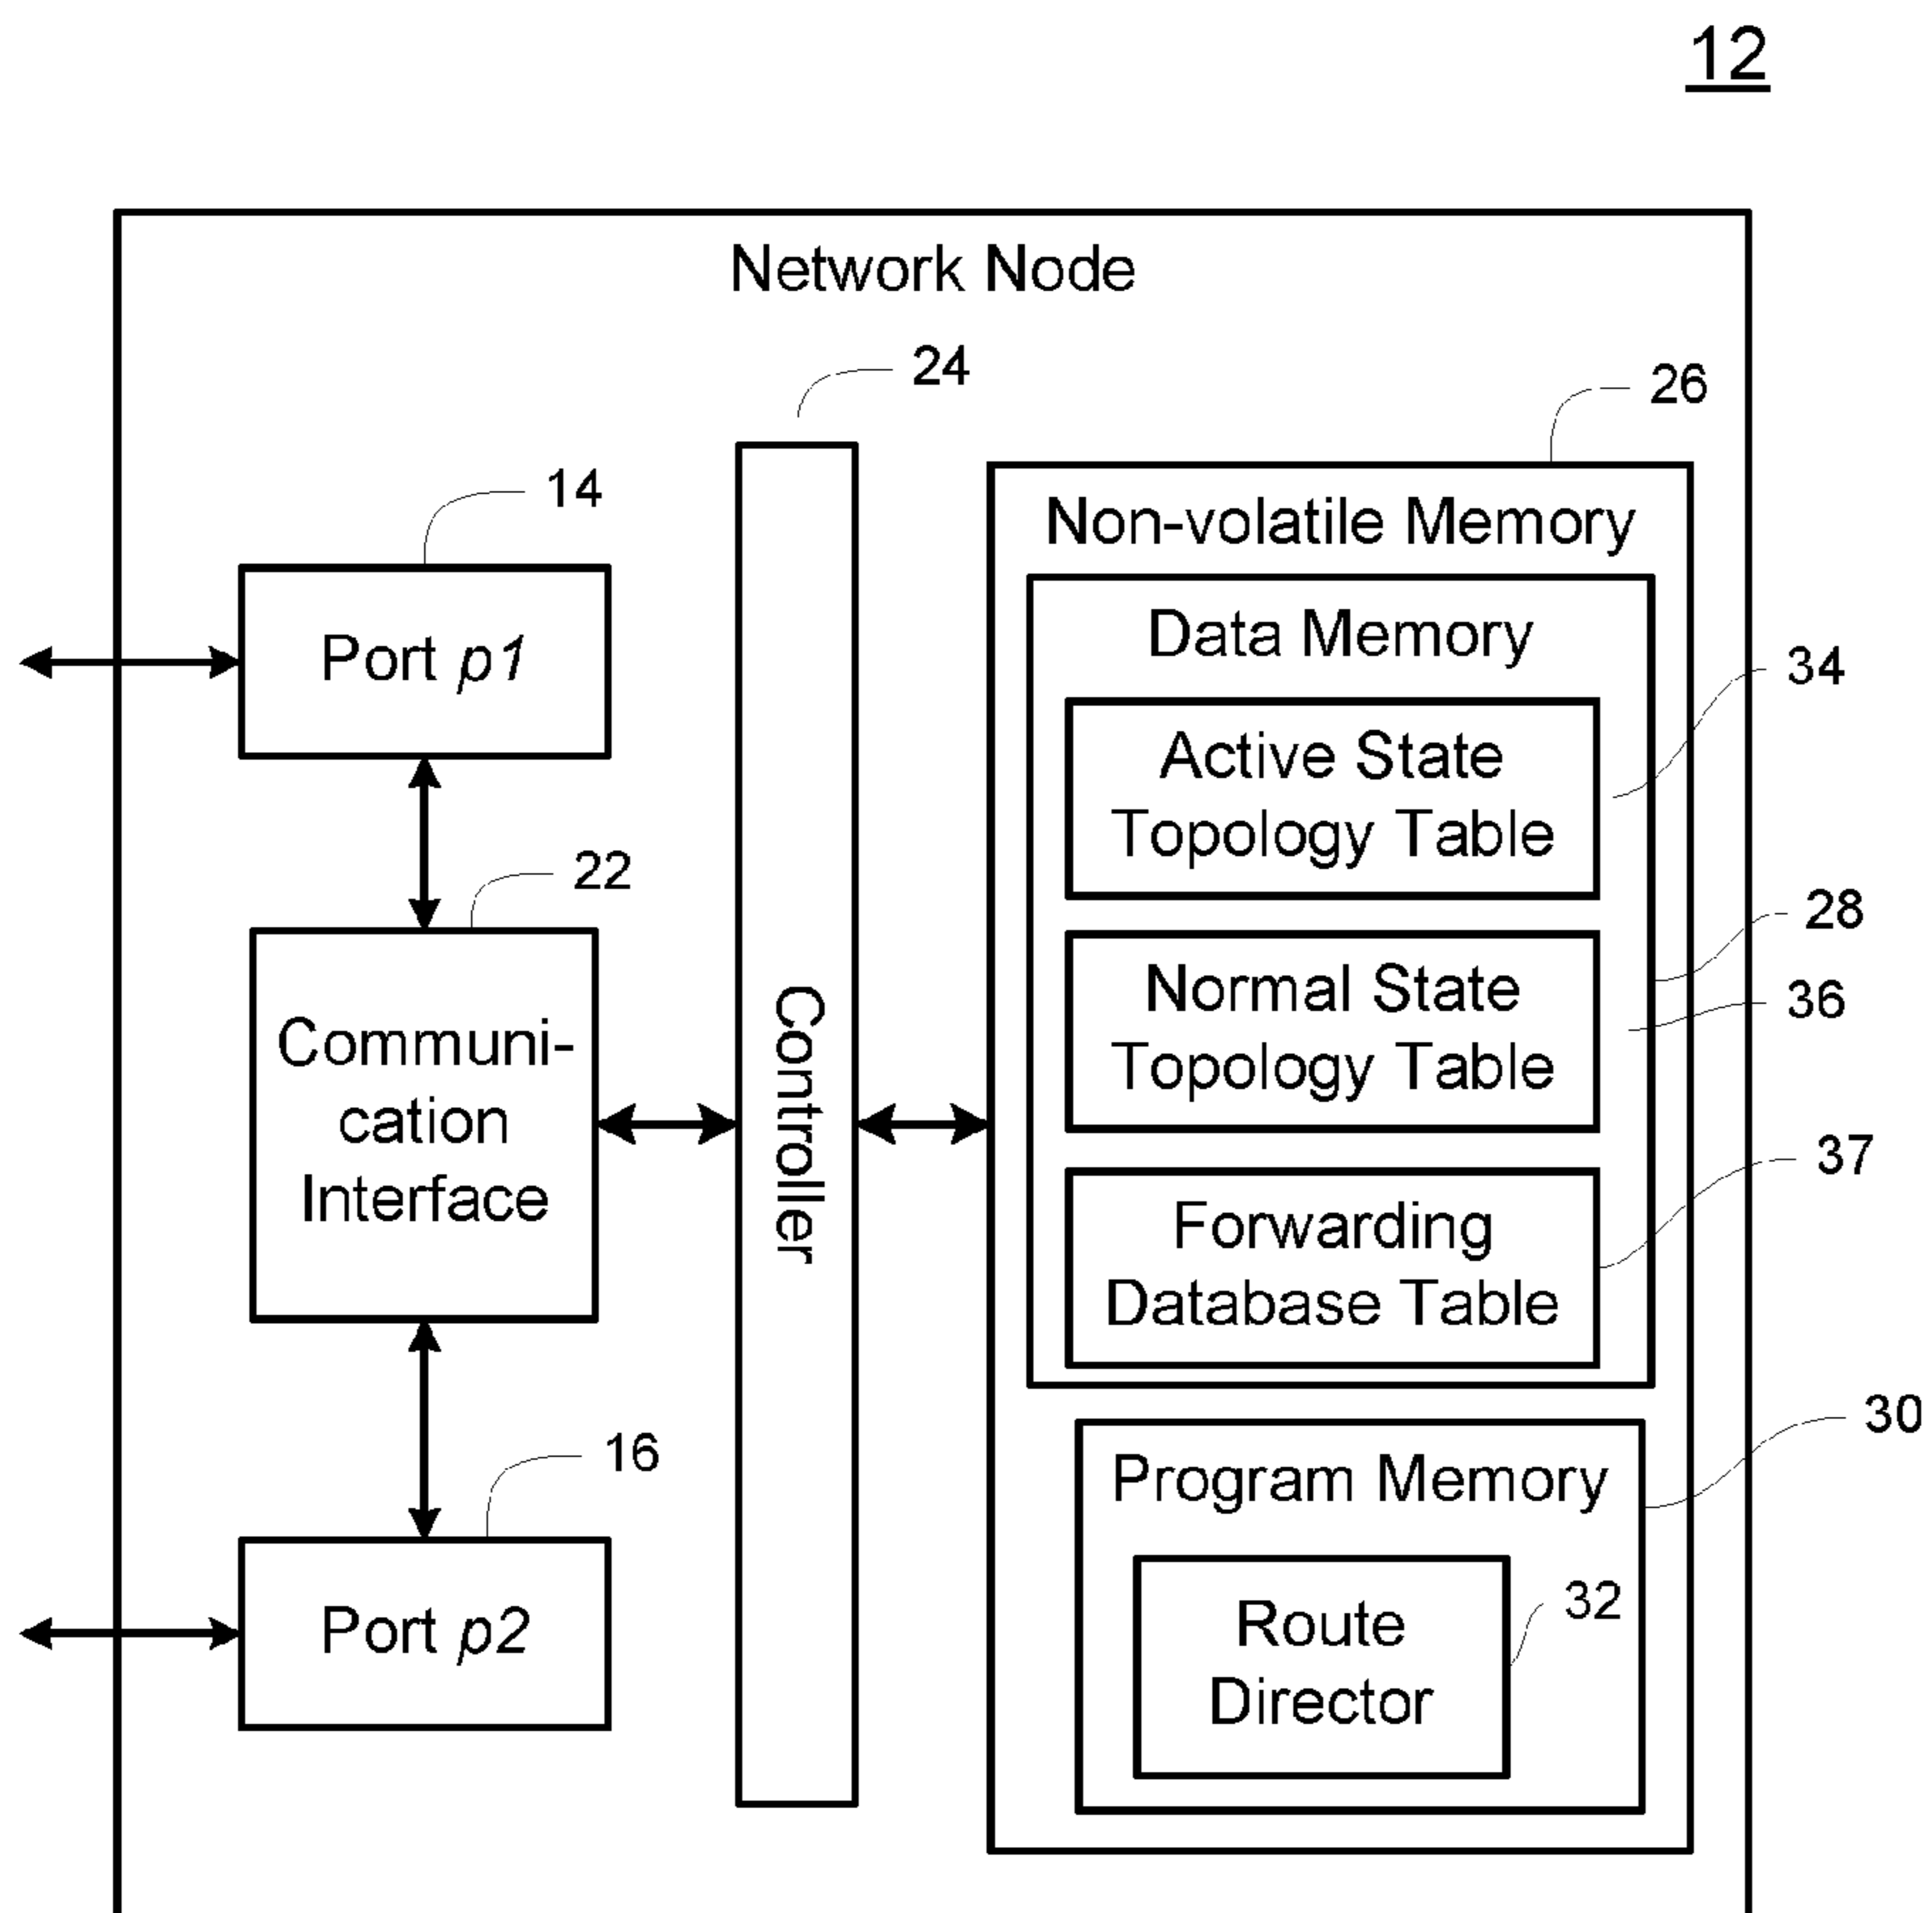 12
Network Node
24
26
14
Non-volatile Memory
Port p1
Data Memory
34
Active State
Topology Table
22
28
Communi-
cation
Interface
Controller
Normal State
Topology Table
36
37
Forwarding
Database Table
30
16
Program Memory
Port p2
32
Route
Director